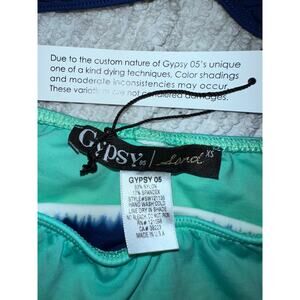 Due to the custom nature of Gypsy 05's unique
one of a kind dying techniques, Color shadings
and moderate inconsistencies may occur.
These variations are not considered damages.
GYPSY 05 / XS
GYPSY 05
83% NYLON
17% SPANDEX
HAND WASH COLD
LINE DRY IN SHADE
MADE IN U.S.A